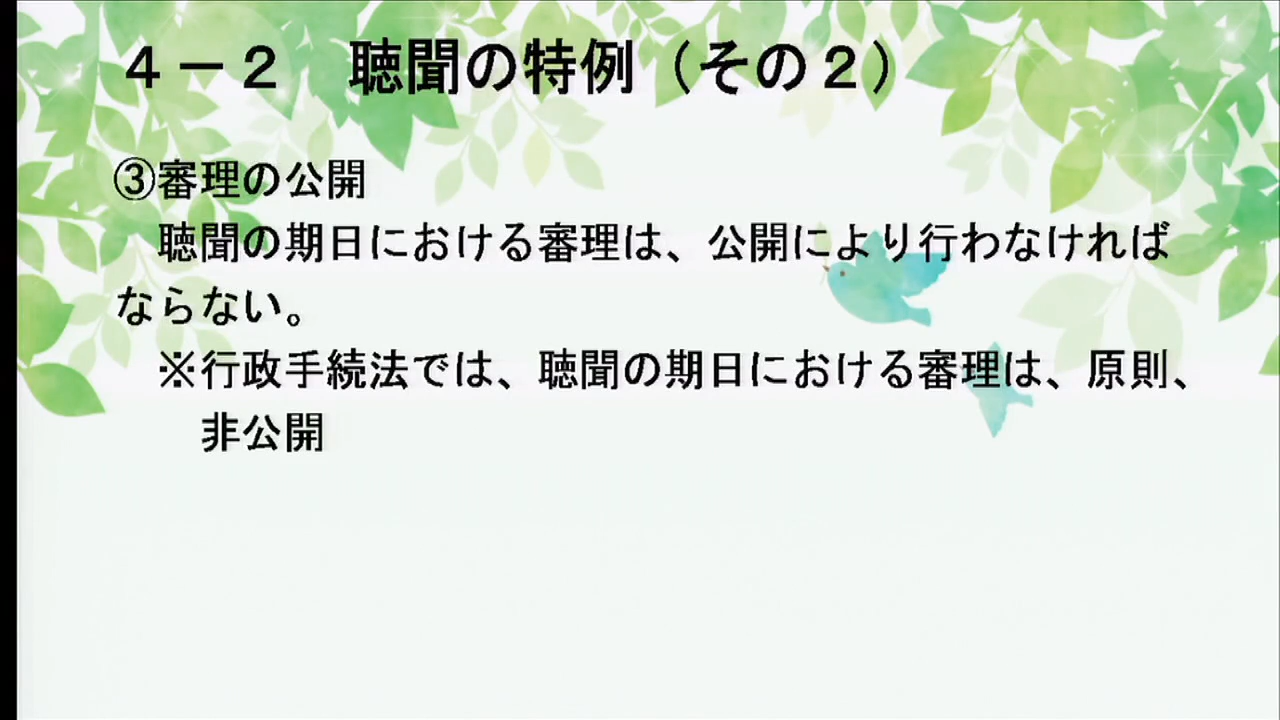 ４－２　聴聞の特例（その２）
③審理の公開
聴聞の期日における審理は、公開により行わなければ
ならない。
※行政手続法では、聴聞の期日における審理は、原則、
非公開